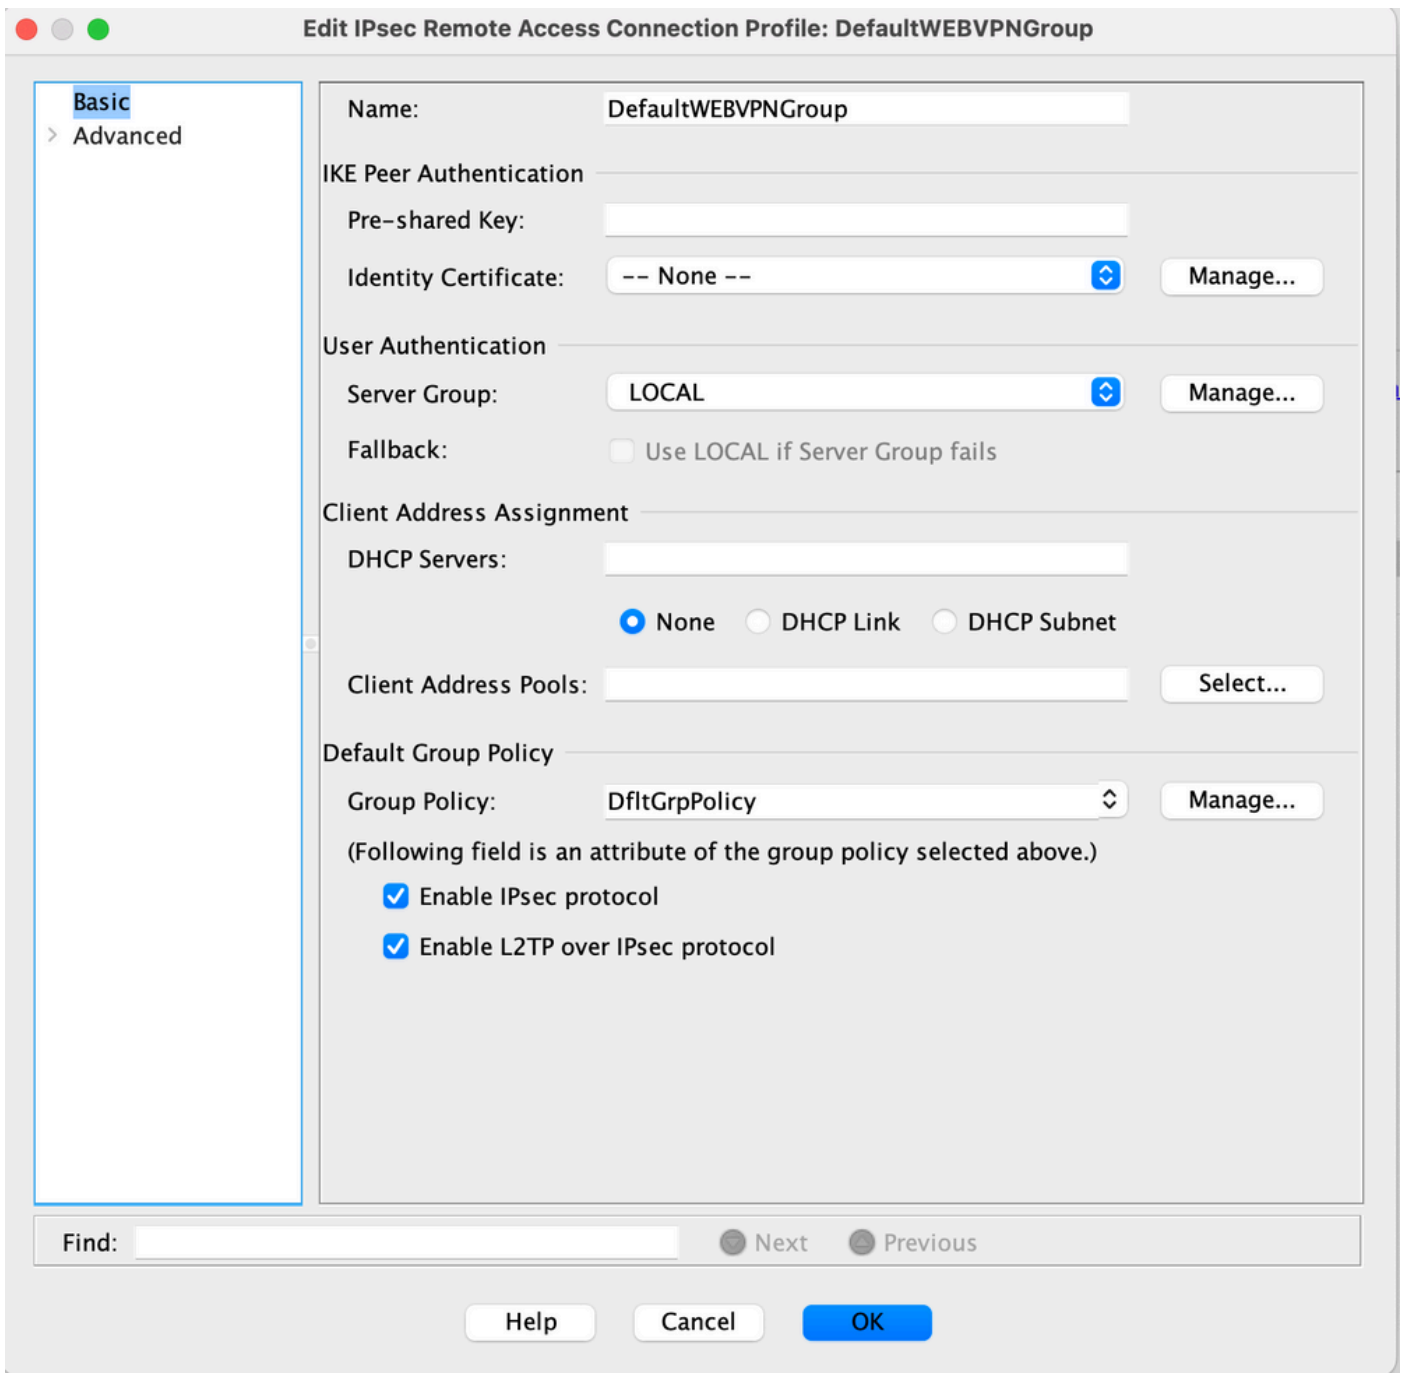 Edit IPsec Remote Access Connection Profile: DefaultWEBVPNGroup
Basic
Advanced
Name: DefaultWEBVPNGroup
IKE Peer Authentication
Pre-shared Key:
Identity Certificate: -- None -- Manage...
User Authentication
Server Group: LOCAL Manage...
Fallback: Use LOCAL if Server Group fails
Client Address Assignment
DHCP Servers:
None DHCP Link DHCP Subnet
Client Address Pools: Select...
Default Group Policy
Group Policy: DfltGrpPolicy Manage...
(Following field is an attribute of the group policy selected above.)
Enable IPsec protocol
Enable L2TP over IPsec protocol
Find: Next Previous
Help Cancel OK